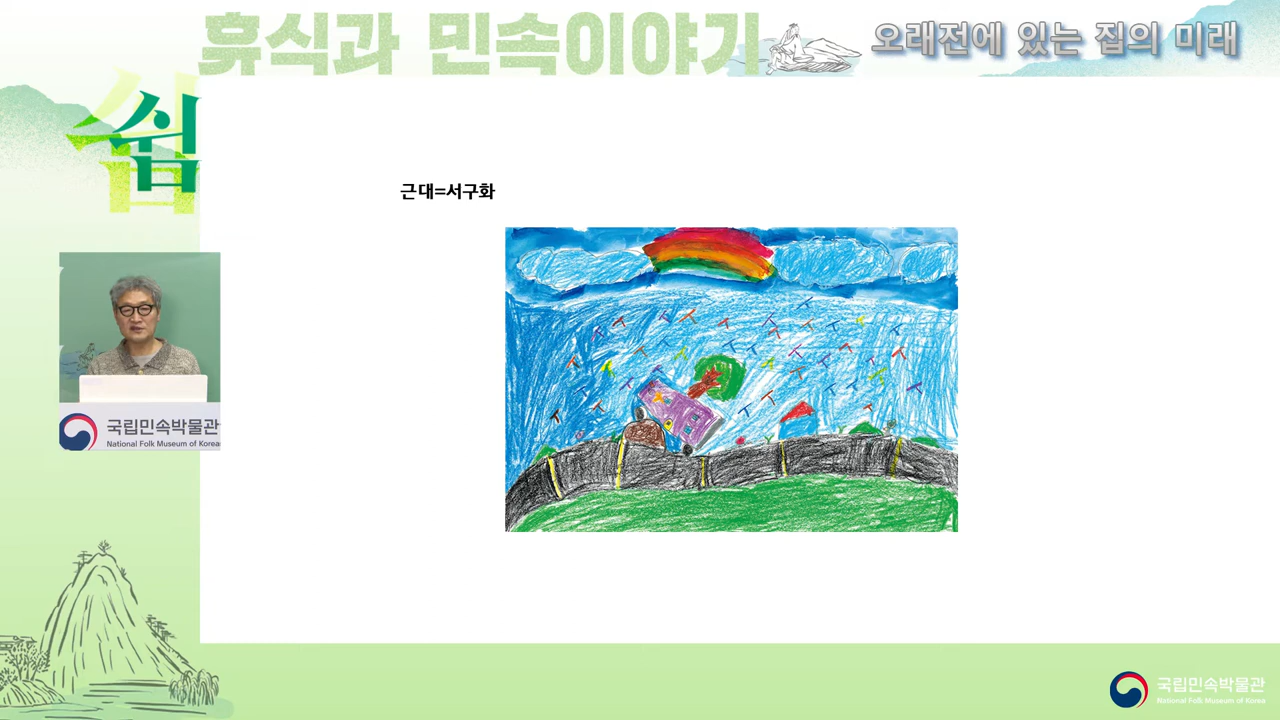 휴식과 민속이야기
오래전에 있는 집의 미래
쉽
근대=서구화
국립민속박물관
National Folk Museum of Korea
국립민속박물관
National Folk Museum of Korea